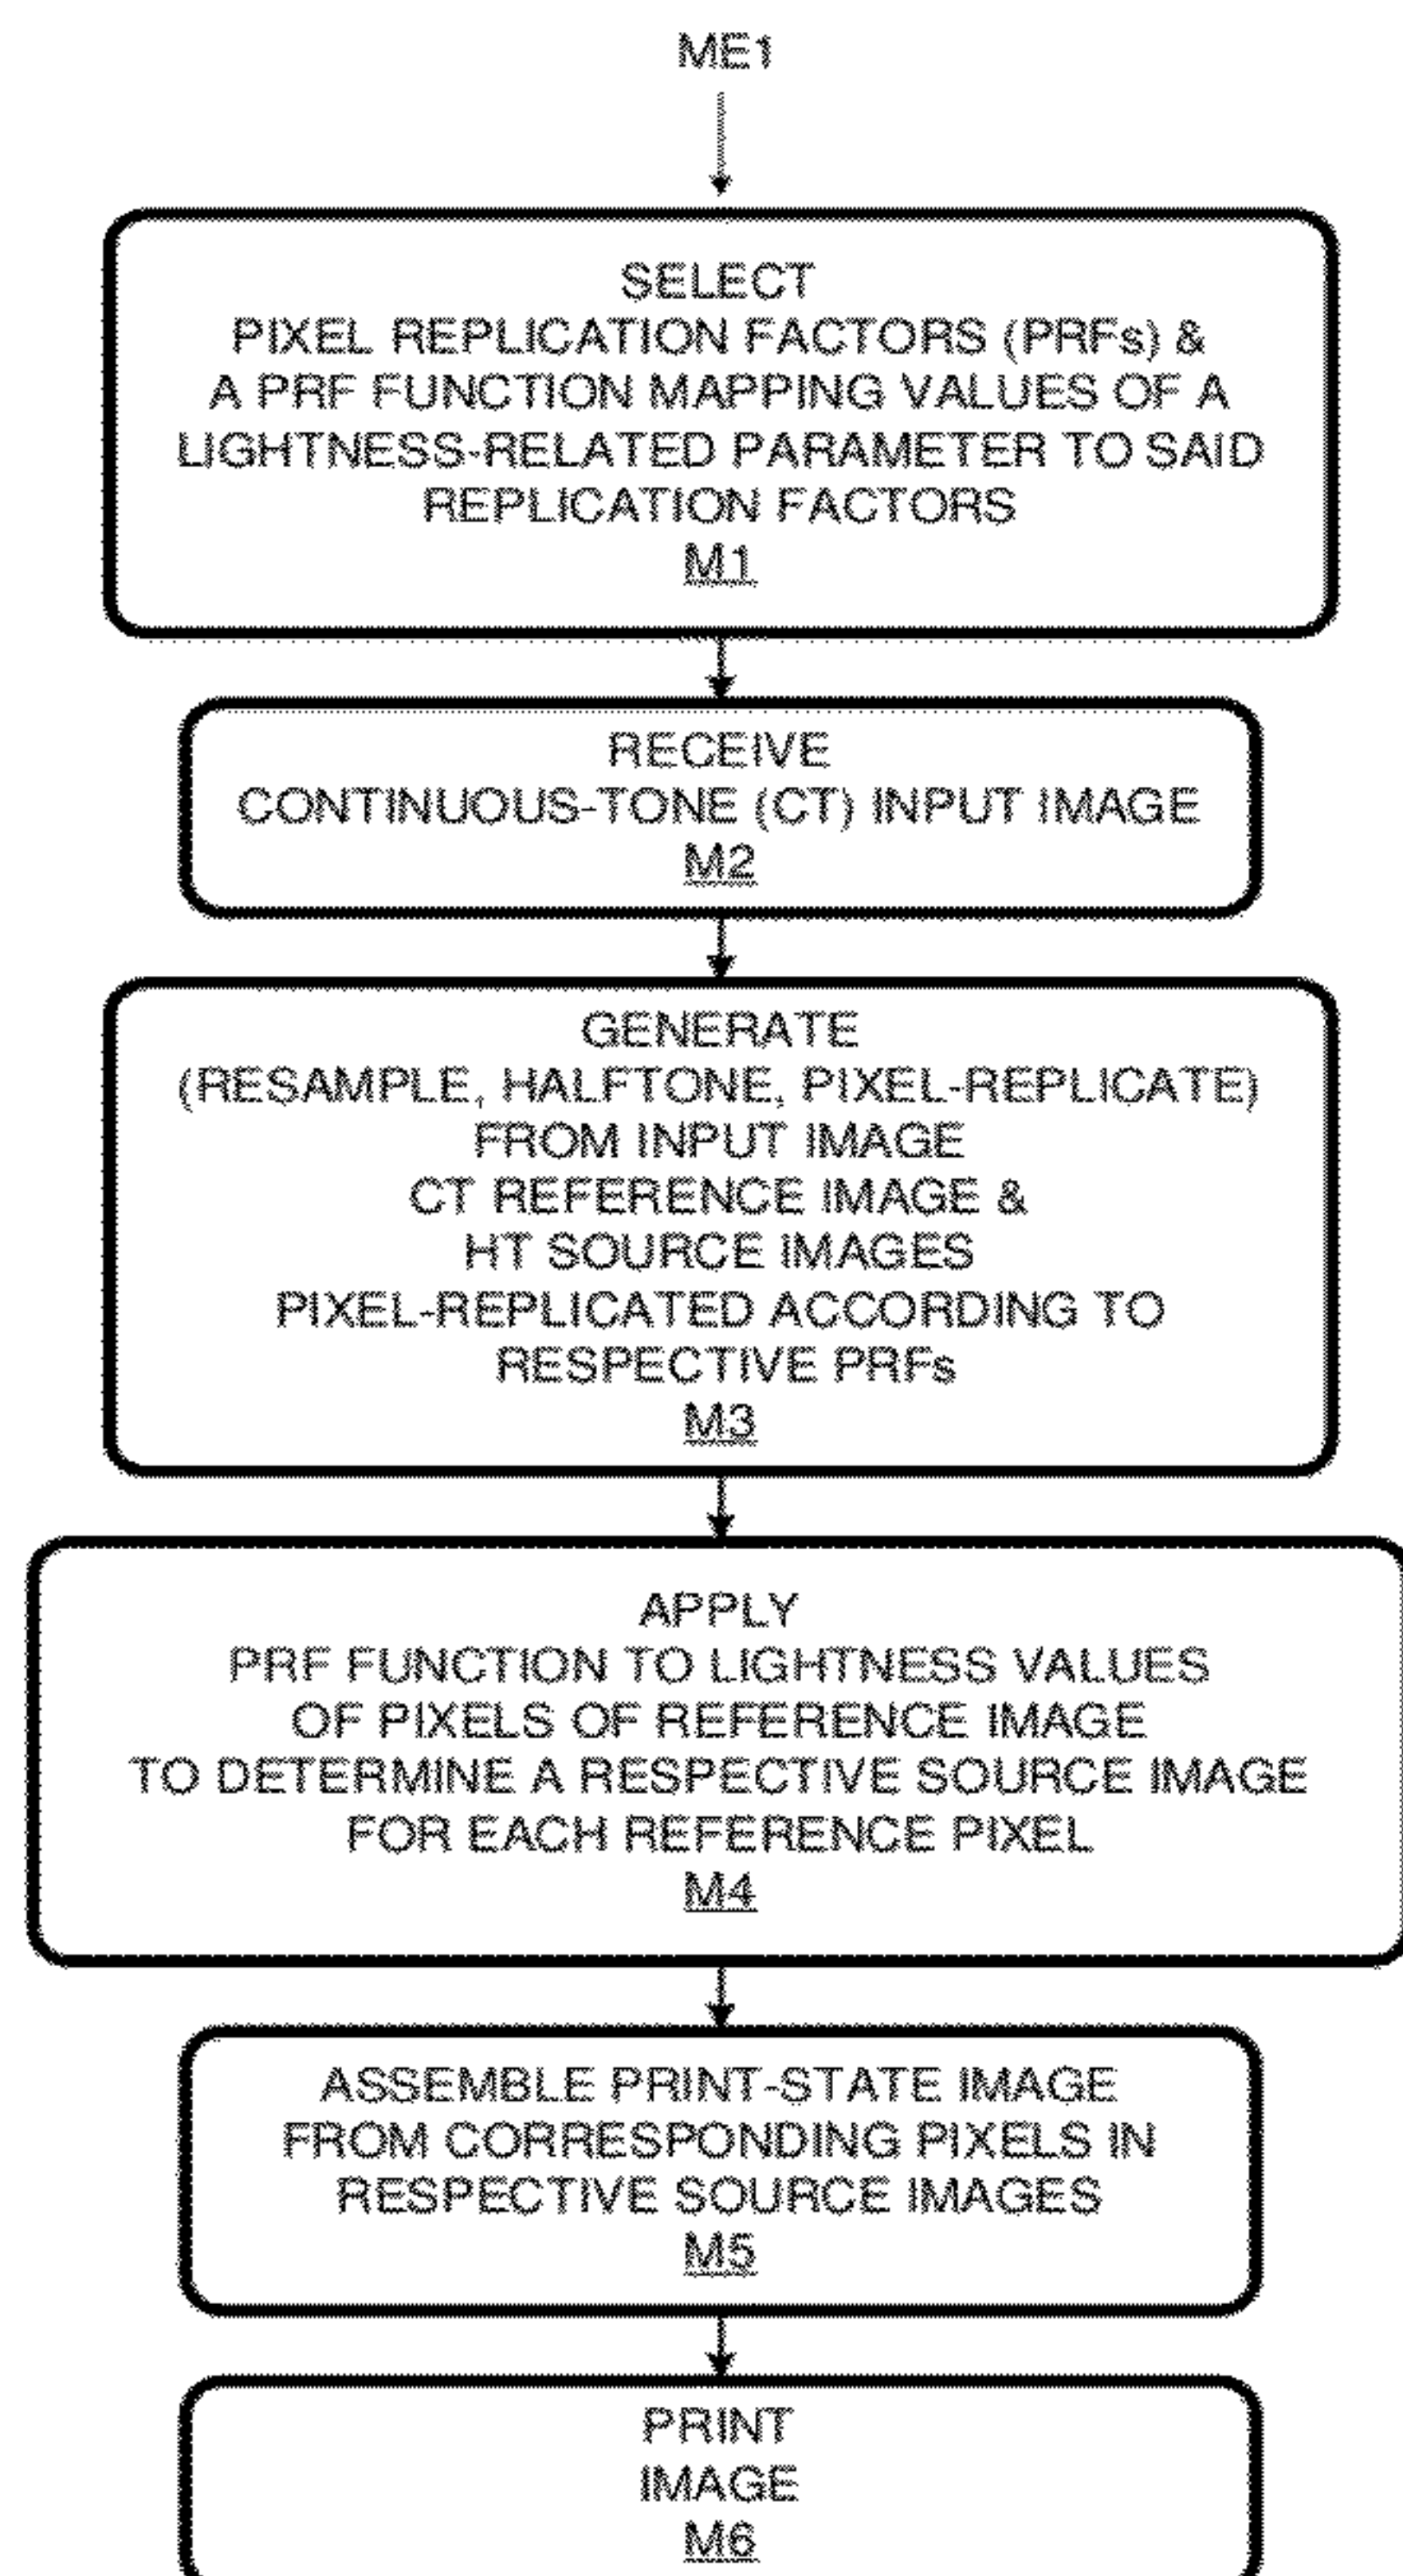 ME1
SELECT
PIXEL REPLICATION FACTORS (PRFs) &
A PRF FUNCTION MAPPING VALUES OF A
LIGHTNESS-RELATED PARAMETER TO SAID
REPLICATION FACTORS
M1
RECEIVE
CONTINUOUS-TONE (CT) INPUT IMAGE
M2
GENERATE
(RESAMPLE, HALFTONE, PIXEL-REPLICATE)
FROM INPUT IMAGE
CT REFERENCE IMAGE &
HT SOURCE IMAGES
PIXEL-REPLICATED ACCORDING TO
RESPECTIVE PRFs
M3
APPLY
PRF FUNCTION TO LIGHTNESS VALUES
OF PIXELS OF REFERENCE IMAGE
TO DETERMINE A RESPECTIVE SOURCE IMAGE
FOR EACH REFERENCE PIXEL
M4
ASSEMBLE PRINT-STATE IMAGE
FROM CORRESPONDING PIXELS IN
RESPECTIVE SOURCE IMAGES
M5
PRINT
IMAGE
M6